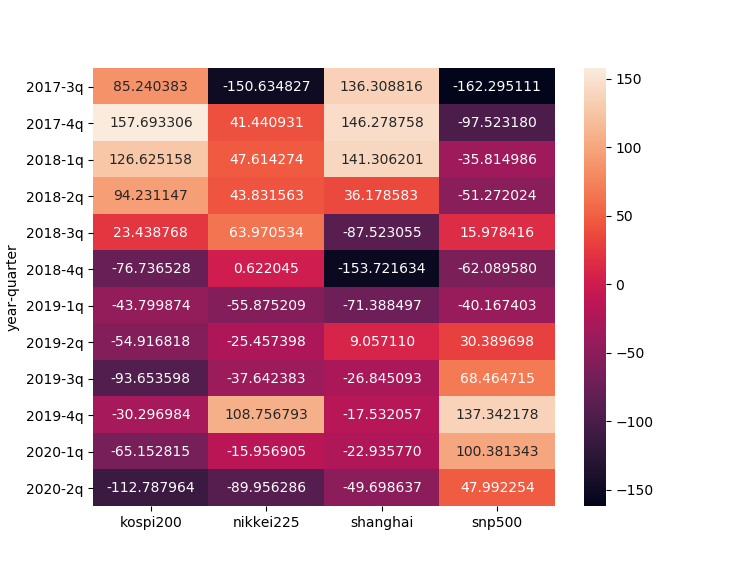 2017-3q 85.240383 -150.634827 136.308816 -162.295111
2017-4q 157.693306 41.440931 146.278758 -97.523180
2018-1q 126.625158 47.614274 141.306201 -35.814986
2018-2q 94.231147 43.831563 36.178583 -51.272024
2018-3q 23.438768 63.970534 -87.523055 15.978416
2018-4q -76.736528 0.622045 -153.721634 -62.089580
2019-1q -43.799874 -55.875209 -71.388497 -40.167403
2019-2q -54.916818 -25.457398 9.057110 30.389698
2019-3q -93.653598 -37.642383 -26.845093 68.464715
2019-4q -30.296984 108.756793 -17.532057 137.342178
2020-1q -65.152815 -15.956905 -22.935770 100.381343
2020-2q -112.787964 -89.956286 -49.698637 47.992254
kospi200 nikkei225 shanghai snp500
year-quarter
150
100
50
0
−50
−100
−150